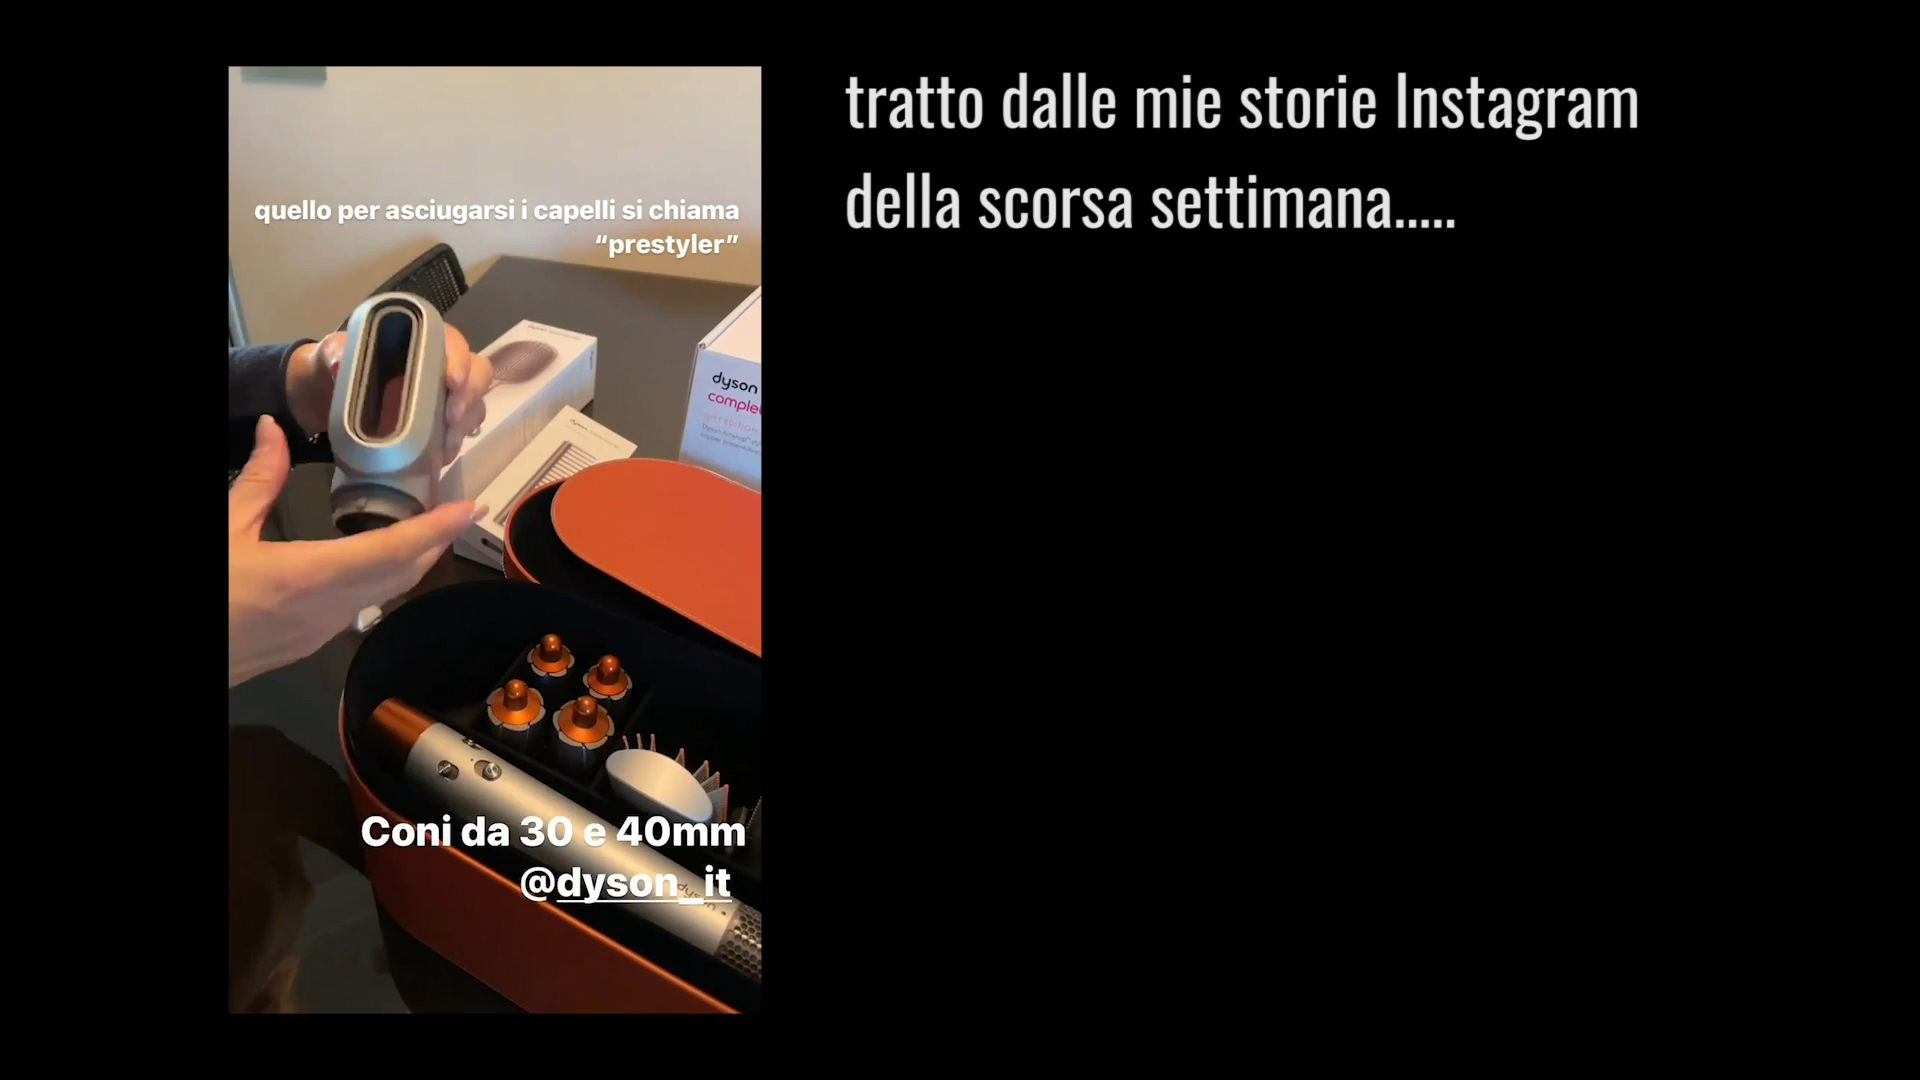 tratto dalle mie storie Instagram
della scorsa settimana.....
quello per asciugarsi i capelli si chiama
“prestyler”
dyson
comple
Coni da 30 e 40mm
@dyson_it
dyson